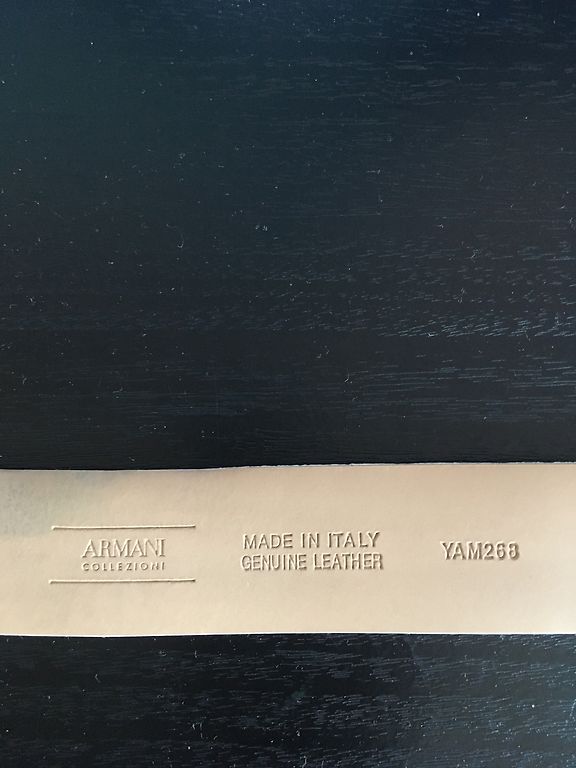 ARMANI
COLLEZIONI
MADE IN ITALY
GENUINE LEATHER
YAM268